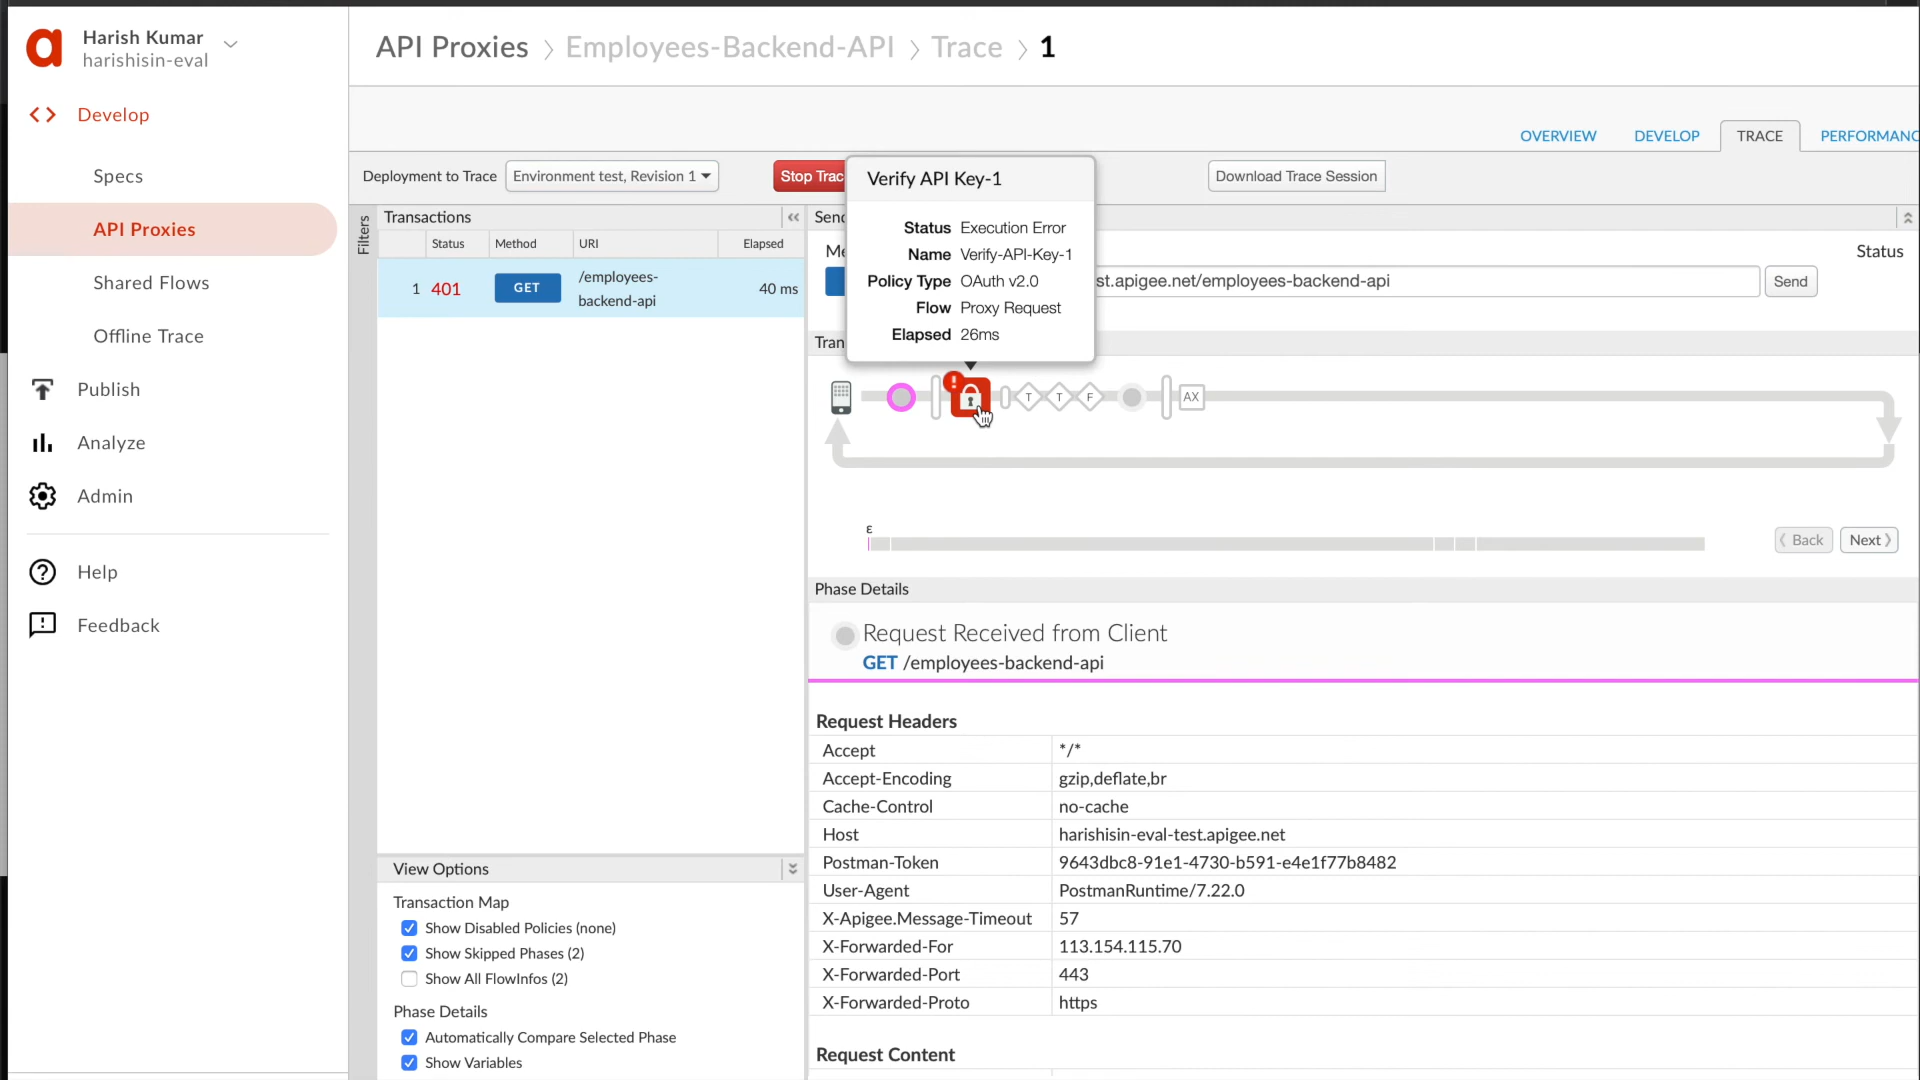 Harish Kumar
harishisin-eval
Develop
Specs
API Proxies
Shared Flows
Offline Trace
Publish
Analyze
Admin
Help
Feedback
API Proxies > Employees-Backend-API > Trace > 1
OVERVIEW DEVELOP TRACE PERFORMANC
Deployment to Trace Environment test, Revision 1 Stop Trac Download Trace Session
Filters
Transactions
Status Method URI Elapsed
1 401 GET /employees-
backend-api 40 ms
Verify API Key-1
Status Execution Error
Name Verify-API-Key-1
Policy Type OAuth v2.0
Flow Proxy Request
Elapsed 26ms
Send
Me
Status
st.apigee.net/employees-backend-api Send
Tran
T T F AX
ε
Back Next
Phase Details
Request Received from Client
GET /employees-backend-api
Request Headers
Accept */*
Accept-Encoding gzip,deflate,br
Cache-Control no-cache
Host harishisin-eval-test.apigee.net
Postman-Token 9643dbc8-91e1-4730-b591-e4e1f77b8482
User-Agent PostmanRuntime/7.22.0
X-Apigee.Message-Timeout 57
X-Forwarded-For 113.154.115.70
X-Forwarded-Port 443
X-Forwarded-Proto https
Request Content
View Options
Transaction Map
Show Disabled Policies (none)
Show Skipped Phases (2)
Show All FlowInfos (2)
Phase Details
Automatically Compare Selected Phase
Show Variables